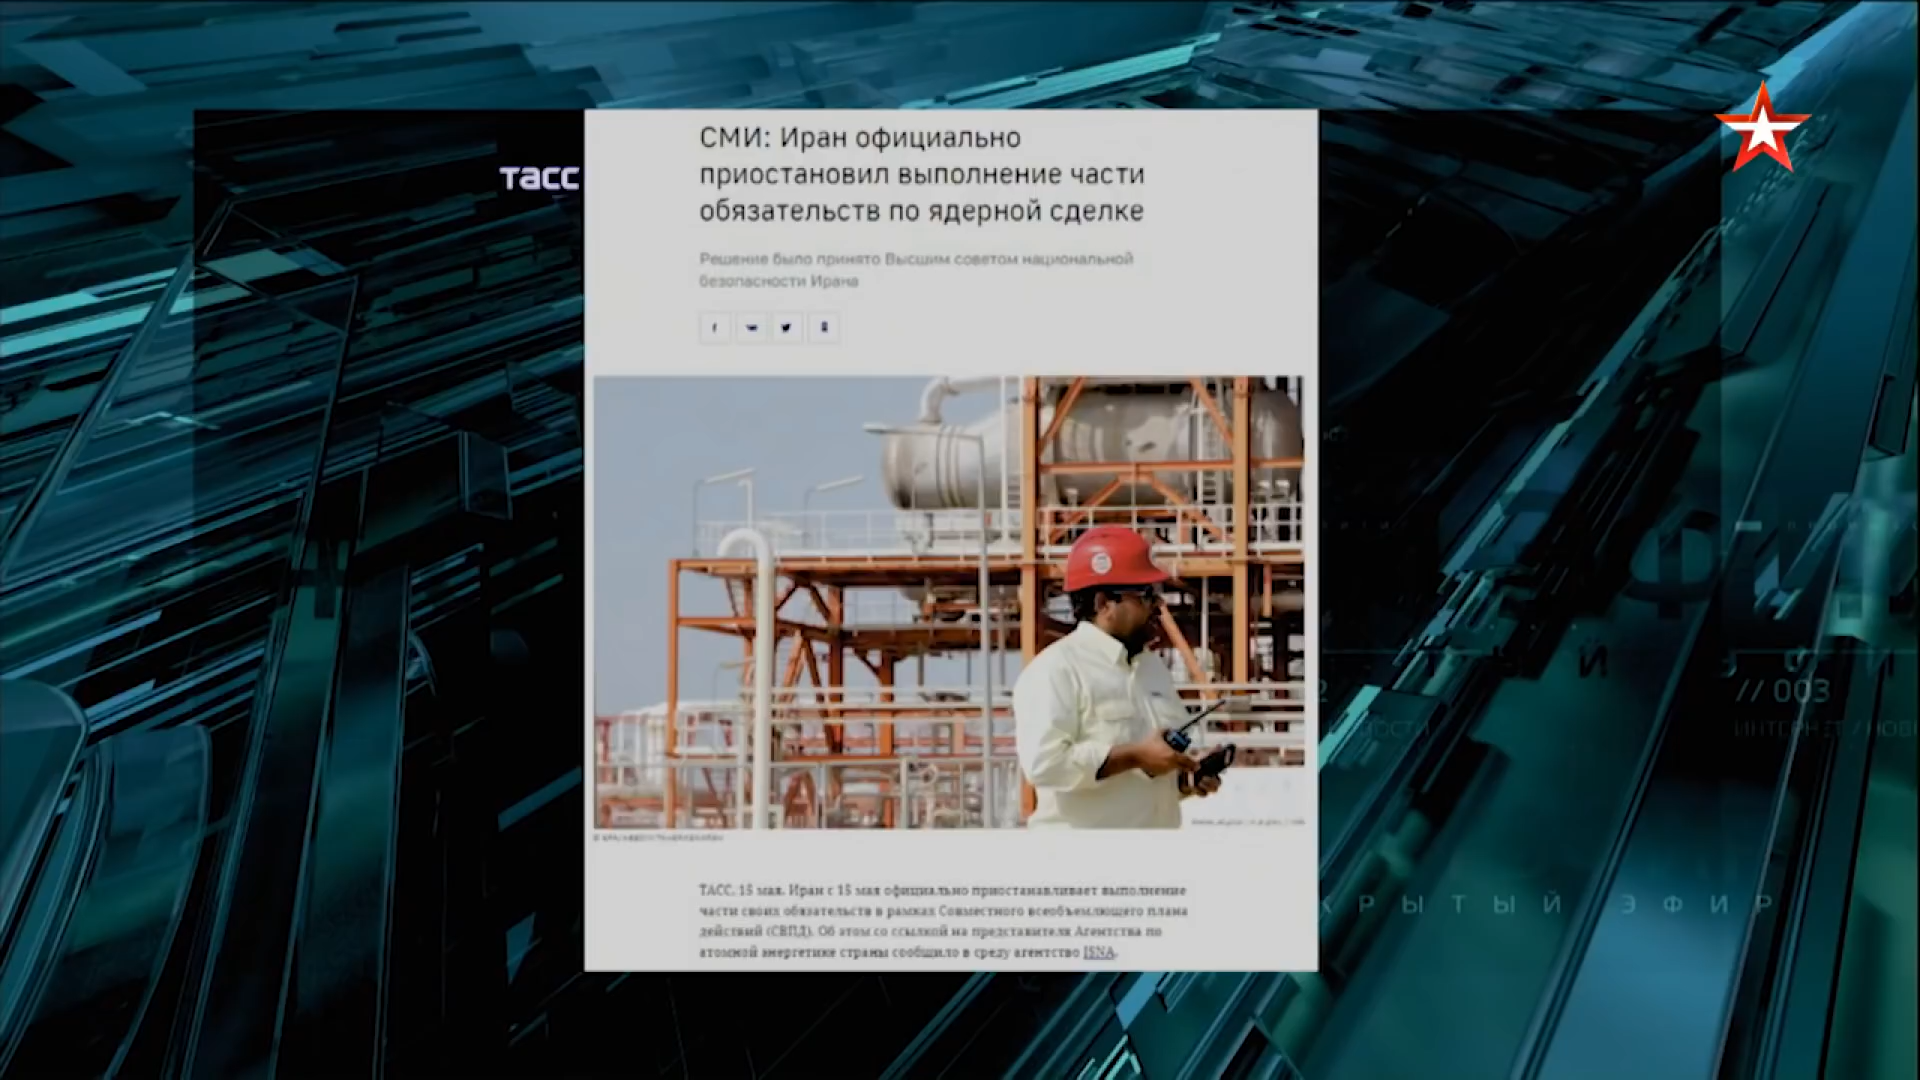 ТАСС
СМИ: Иран официально
приостановил выполнение части
обязательств по ядерной сделке
Решение было принято Высшим советом национальной
безопасности Ирана
ТАСС, 15 мая. Иран с 15 мая официально приостанавливает выполнение
части своих обязательств в рамках Совместного всеобъемлющего плана
действий (СВПД). Об этом со ссылкой на представителя Агентства по
атомной энергетике страны сообщило в среду агентство ISNA.
// 003
КРЫТЫЙ ЭФИР